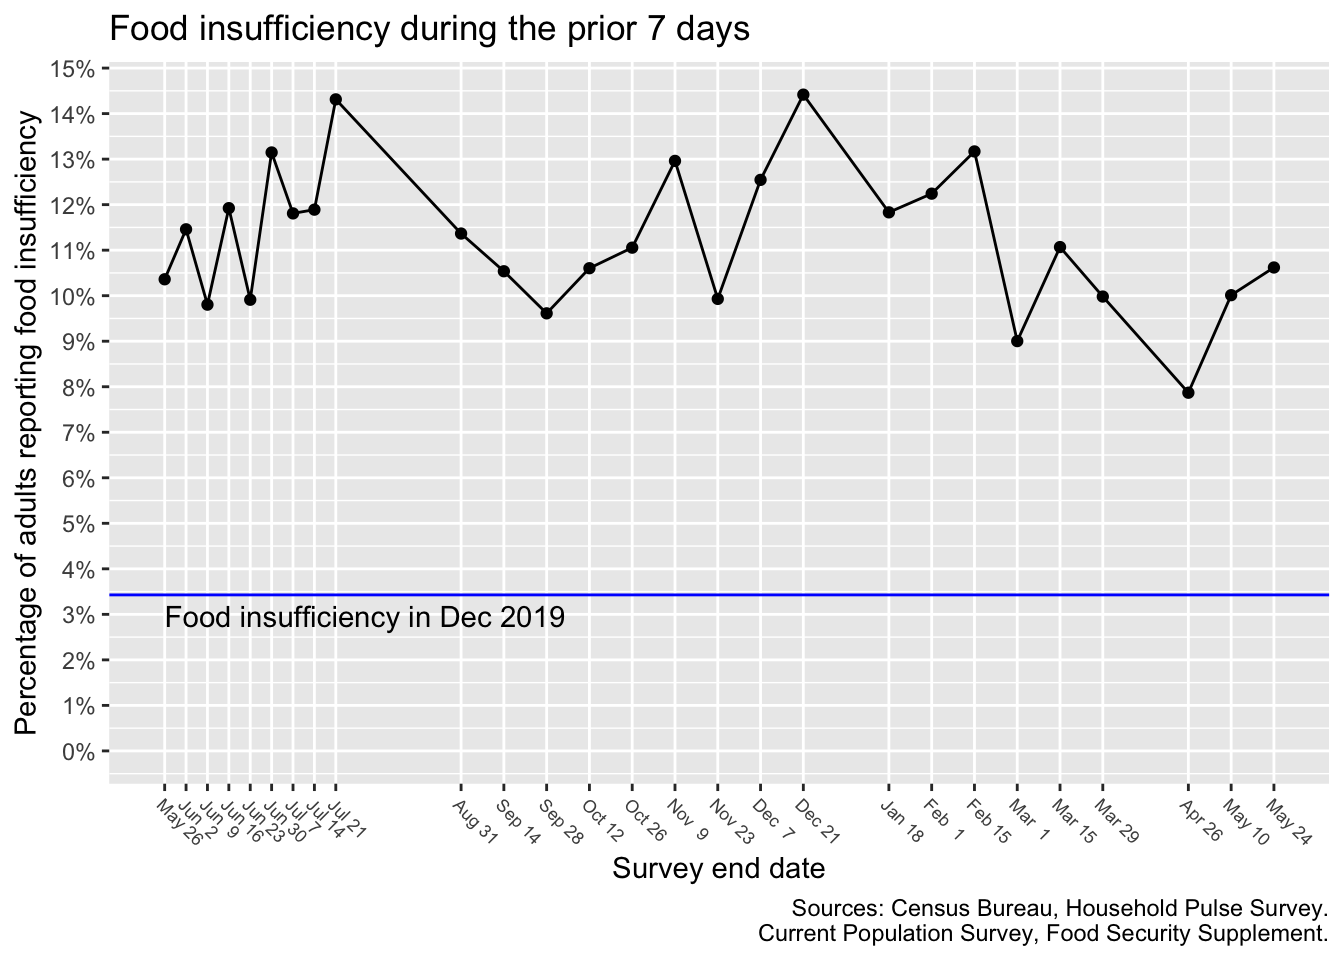 Food insufficiency during the prior 7 days
Percentage of adults reporting food insufficiency
15%
14%
13%
12%
11%
10%
9%
8%
7%
6%
5%
4%
3%
2%
1%
0%
Food insufficiency in Dec 2019
May 26
Jun 2
Jun 9
Jun 16
Jun 23
Jun 30
Jul 7
Jul 14
Jul 21
Aug 31
Sep 14
Sep 28
Oct 12
Oct 26
Nov 9
Nov 23
Dec 7
Dec 21
Jan 18
Feb 1
Feb 15
Mar 1
Mar 15
Mar 29
Apr 26
May 10
May 24
Survey end date
Sources: Census Bureau, Household Pulse Survey.
Current Population Survey, Food Security Supplement.